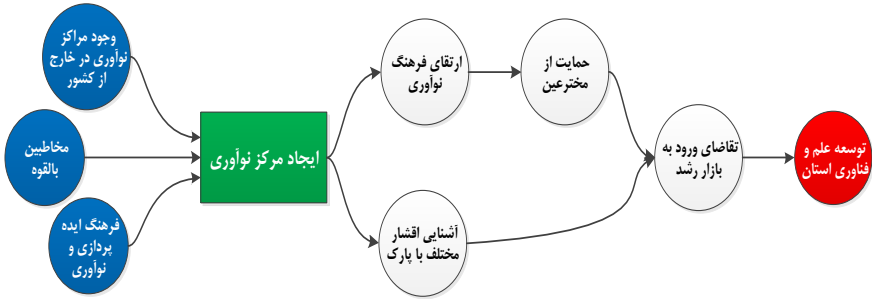 وجود مراکز
نوآوری در خارج
از کشور
مخاطبین
بالقوه
فرهنگ ایده
پردازی و
نوآوری
ایجاد مرکز نوآوری
ارتقای فرهنگ
نوآوری
حمایت از
مخترعین
آشنایی اقشار
مختلف با پارک
تقاضای ورود به
بازار رشد
توسعه علم و
فناوری استان